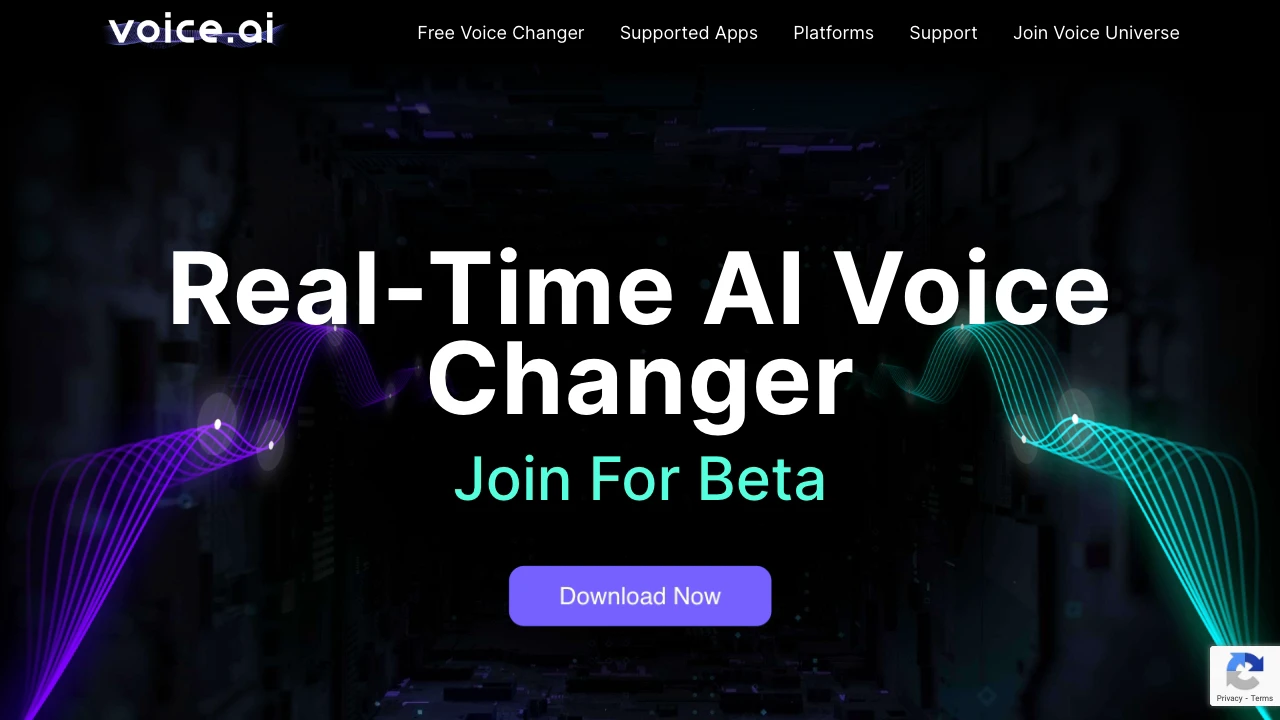 voice.ai
Free Voice Changer
Supported Apps
Platforms
Support
Join Voice Universe
Real-Time AI Voice
Changer
Join For Beta
Download Now
Privacy - Terms